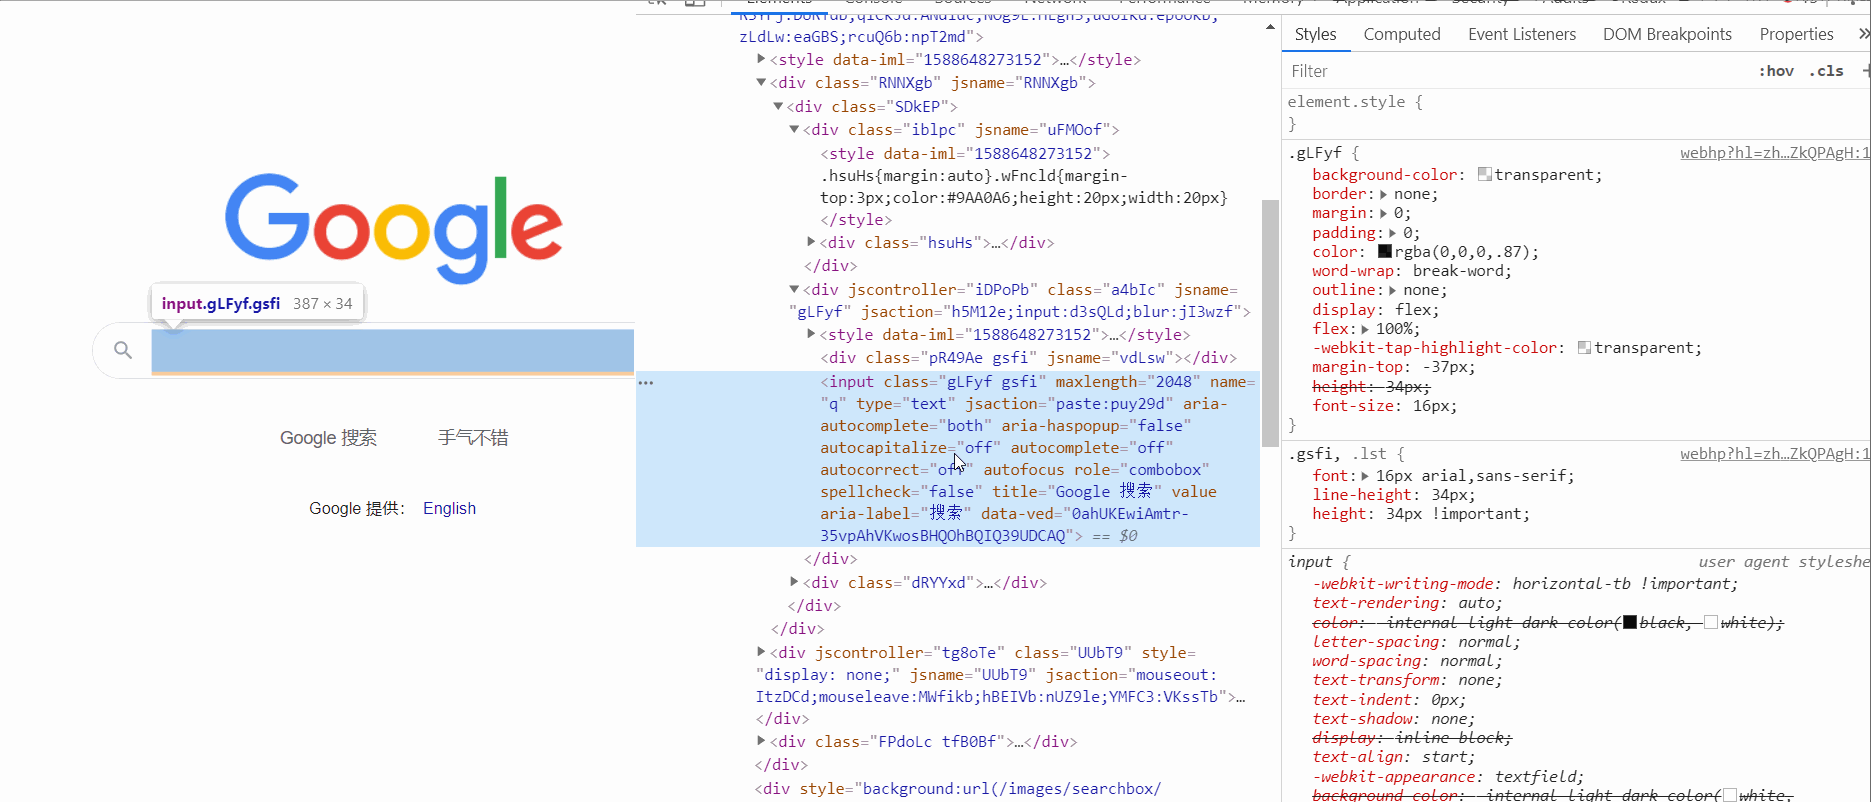 Google
input.gLFyf.gsfi 387 × 34
Google 搜索 手气不错
Google 提供： English
zLdLw:eaGBS;rcuQ6b:npT2md">
<style data-iml="1588648273152">…</style>
<div class="RNNXgb" jsname="RNNXgb">
<div class="SDkEP">
<div class="iblpc" jsname="uFMOof">
<style data-iml="1588648273152">
.hsuHs{margin:auto}.wFncld{margin-
top:3px;color:#9AA0A6;height:20px;width:20px}
</style>
<div class="hsuHs">…</div>
</div>
<div jscontroller="iDPoPb" class="a4bIc" jsname=
"gLFyf" jsaction="h5M12e;input:d3sQLd;blur:jI3wzf">
<style data-iml="1588648273152">…</style>
<div class="pR49Ae gsfi" jsname="vdLsw"></div>
<input class="gLFyf gsfi" maxlength="2048" name=
"q" type="text" jsaction="paste:puy29d" aria-
autocomplete="both" aria-haspopup="false"
autocapitalize="off" autocomplete="off"
autocorrect="off" autofocus role="combobox"
spellcheck="false" title="Google 搜索" value
aria-label="搜索" data-ved="0ahUKEwiAmtr-
35vpAhVKwosBHQOhBQIQ39UDCAQ"> == $0
</div>
<div class="dRYYxd">…</div>
</div>
</div>
<div jscontroller="tg8oTe" class="UUbT9" style=
"display: none;" jsname="UUbT9" jsaction="mouseout:
ItzDCd;mouseleave:MWfikb;hBEIVb:nUZ9le;YMFC3:VKssTb">…
</div>
<div class="FPdoLc tfB0Bf">…</div>
</div>
<div style="background:url(/images/searchbox/
Styles Computed Event Listeners DOM Breakpoints Properties »
Filter :hov .cls +
element.style {
}
.gLFyf { webhp?hl=zh…ZkQPAgH:1
background-color: transparent;
border: none;
margin: 0;
padding: 0;
color: rgba(0,0,0,.87);
word-wrap: break-word;
outline: none;
display: flex;
flex: 100%;
-webkit-tap-highlight-color: transparent;
margin-top: -37px;
height: 34px;
font-size: 16px;
}
.gsfi, .lst { webhp?hl=zh…ZkQPAgH:1
font: 16px arial,sans-serif;
line-height: 34px;
height: 34px !important;
}
input { user agent styleshe
-webkit-writing-mode: horizontal-tb !important;
text-rendering: auto;
color: -internal-light-dark-color(black, white);
letter-spacing: normal;
word-spacing: normal;
text-transform: none;
text-indent: 0px;
text-shadow: none;
display: inline-block;
text-align: start;
-webkit-appearance: textfield;
background-color: -internal-light-dark-color(white,